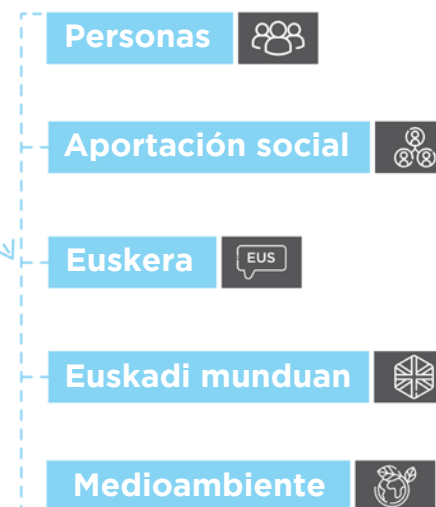 Personas
Aportación social
Euskera
EUS
Euskadi munduan
Medioambiente